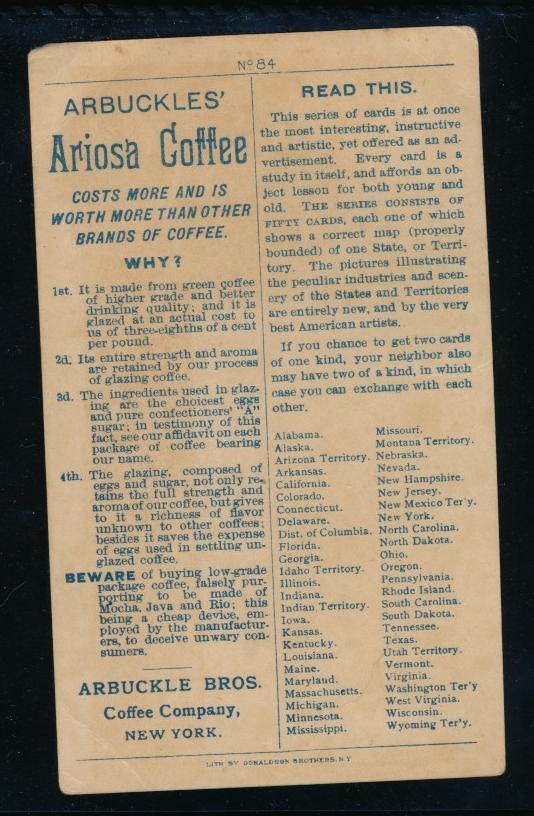 Nº 84
ARBUCKLES'
Ariosa Coffee
COSTS MORE AND IS
WORTH MORE THAN OTHER
BRANDS OF COFFEE.
WHY?
1st. It is made from green coffee
of higher grade and better
drinking quality; and it is
glazed at an actual cost to
us of three-eighths of a cent
per pound.
2d. Its entire strength and aroma
are retained by our process
of glazing coffee.
3d. The ingredients used in glaz-
ing are the choicest eggs
and pure confectioners' "A"
sugar; in testimony of this
fact, see our affidavit on each
package of coffee bearing
our name.
4th. The glazing, composed of
eggs and sugar, not only re-
tains the full strength and
aroma of our coffee, but gives
to it a richness of flavor
unknown to other coffees;
besides it saves the expense
of eggs used in settling un-
glazed coffee.
BEWARE of buying low-grade
package coffee, falsely pur-
porting to be made of
Mocha, Java and Rio; this
being a cheap device, em-
ployed by the manufactur-
ers, to deceive unwary con-
sumers.
ARBUCKLE BROS.
Coffee Company,
NEW YORK.
READ THIS.
This series of cards is at once
the most interesting, instructive
and artistic, yet offered as an ad-
vertisement. Every card is a
study in itself, and affords an ob-
ject lesson for both young and
old. THE SERIES CONSISTS OF
FIFTY CARDS, each one of which
shows a correct map (properly
bounded) of one State, or Terri-
tory. The pictures illustrating
the peculiar industries and scen-
ery of the States and Territories
are entirely new, and by the very
best American artists.
If you chance to get two cards
of one kind, your neighbor also
may have two of a kind, in which
case you can exchange with each
other.
Alabama.
Alaska.
Arizona Territory.
Arkansas.
California.
Colorado.
Connecticut.
Delaware.
Dist. of Columbia.
Florida.
Georgia.
Idaho Territory.
Illinois.
Indiana.
Indian Territory.
Iowa.
Kansas.
Kentucky.
Louisiana.
Maine.
Maryland.
Massachusetts.
Michigan.
Minnesota.
Mississippi.
Missouri.
Montana Territory.
Nebraska.
Nevada.
New Hampshire.
New Jersey.
New Mexico Ter'y.
New York.
North Carolina.
North Dakota.
Ohio.
Oregon.
Pennsylvania.
Rhode Island.
South Carolina.
South Dakota.
Tennessee.
Texas.
Utah Territory.
Vermont.
Virginia.
Washington Ter'y
West Virginia.
Wisconsin.
Wyoming Ter'y.
LITH BY DONALDSON BROTHERS, N.Y